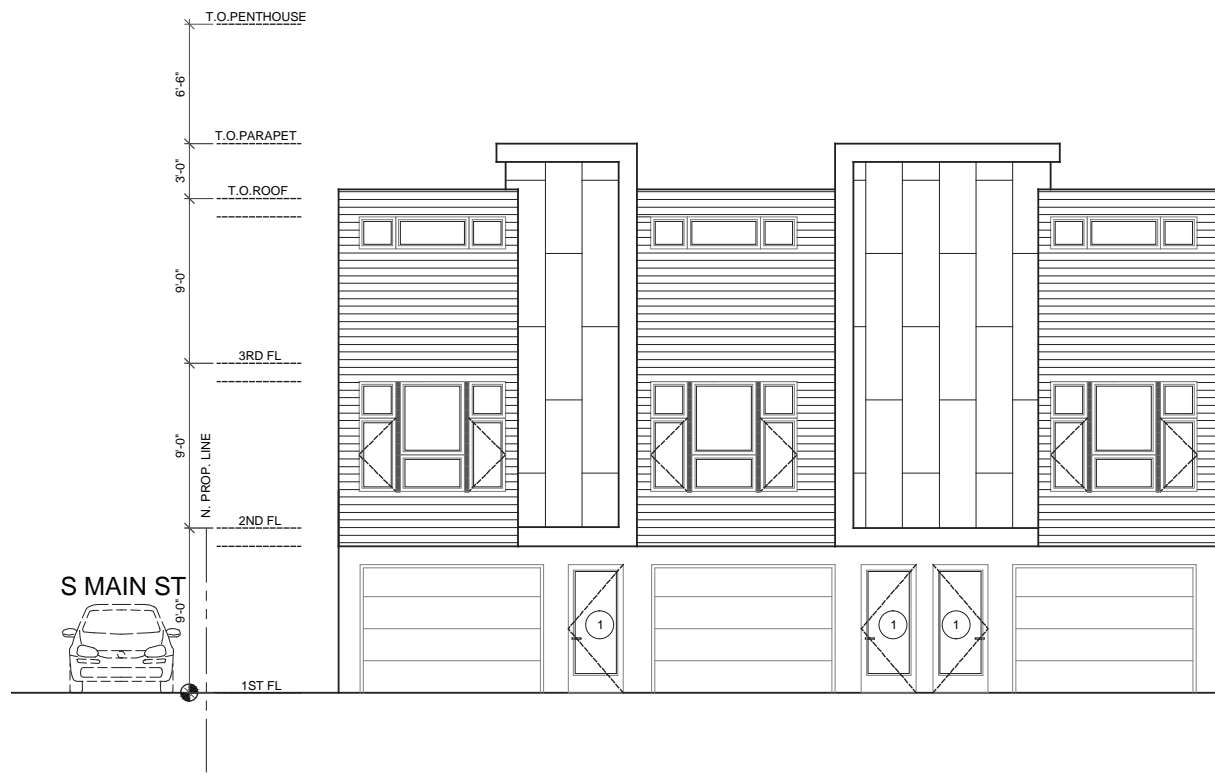 T.O.PENTHOUSE
6'-6"
T.O.PARAPET
3'-0"
T.O.ROOF
9'-0"
3RD FL
9'-0"
N. PROP. LINE
2ND FL
S MAIN ST
9'-0"
1 1 1
1ST FL